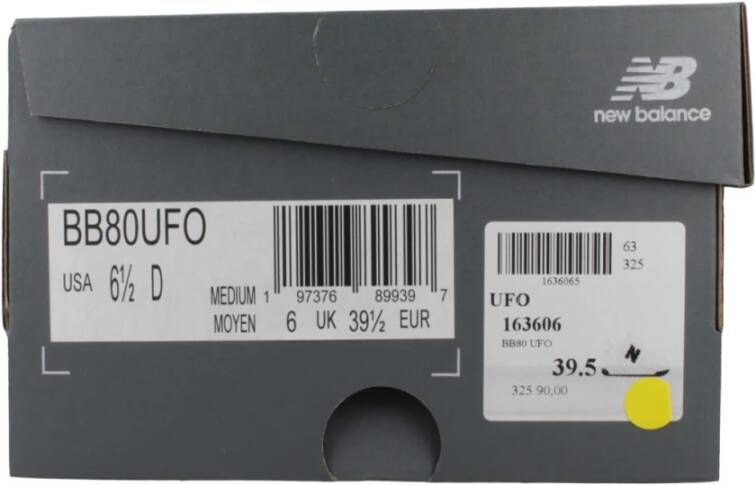 NB
new balance
BB80UFO
USA 6½ D
1 97376 89939 7
MEDIUM
MOYEN 6 UK 39½ EUR
63
325
1636065
UFO
163606
BB80 UFO
39.5
N
325 90,00